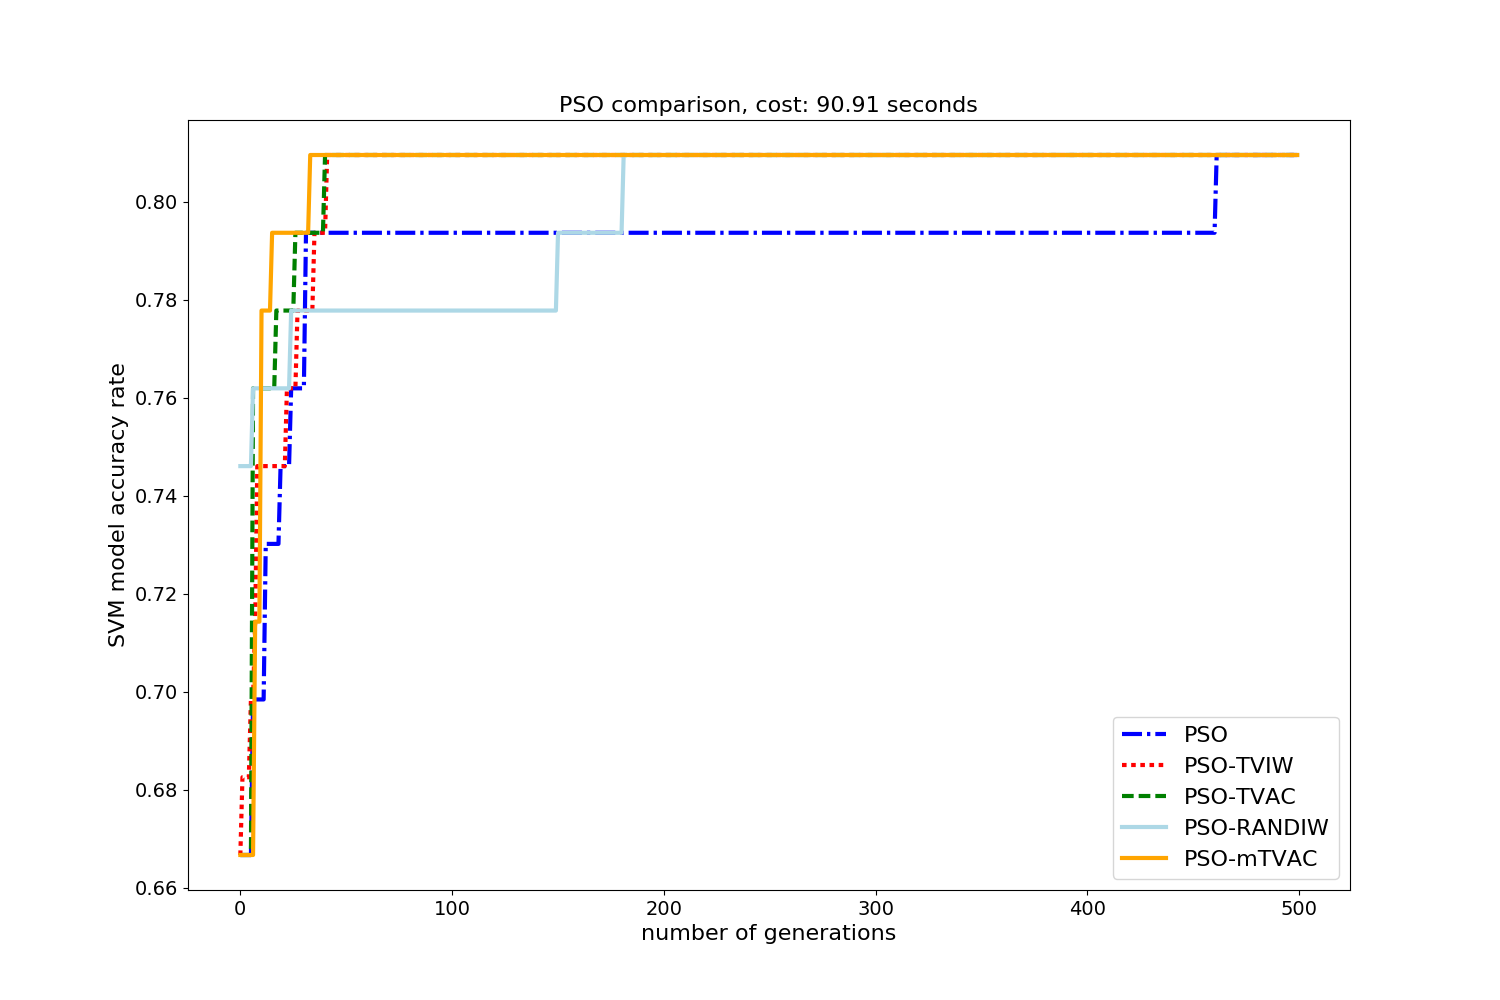 PSO comparison, cost: 90.91 seconds
SVM model accuracy rate
0.80
0.78
0.76
0.74
0.72
0.70
0.68
0.66
0 100 200 300 400 500
number of generations
PSO
PSO-TVIW
PSO-TVAC
PSO-RANDIW
PSO-mTVAC